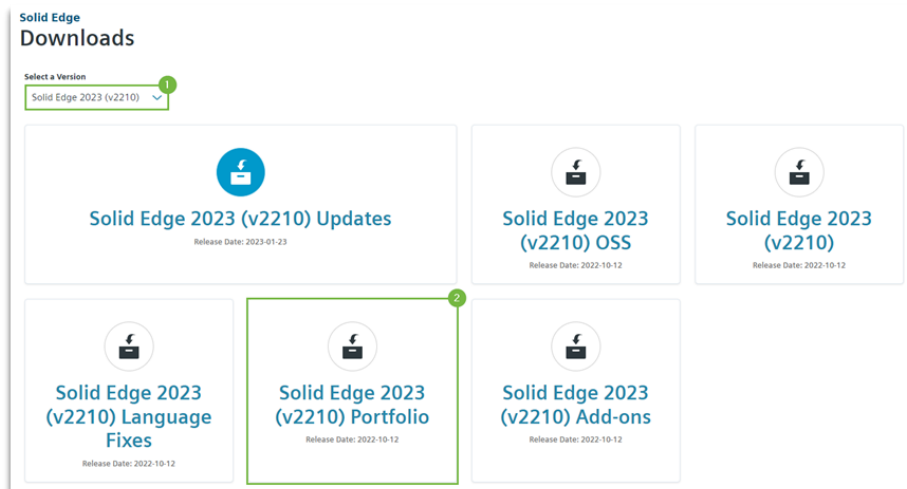 Solid Edge
Downloads
Select a Version
1
Solid Edge 2023 (v2210)
Solid Edge 2023 (v2210) Updates
Release Date: 2023-01-23
Solid Edge 2023
(v2210) OSS
Release Date: 2022-10-12
Solid Edge 2023
(v2210)
Release Date: 2022-10-12
Solid Edge 2023
(v2210) Language
Fixes
Release Date: 2022-10-12
2
Solid Edge 2023
(v2210) Portfolio
Release Date: 2022-10-12
Solid Edge 2023
(v2210) Add-ons
Release Date: 2022-10-12